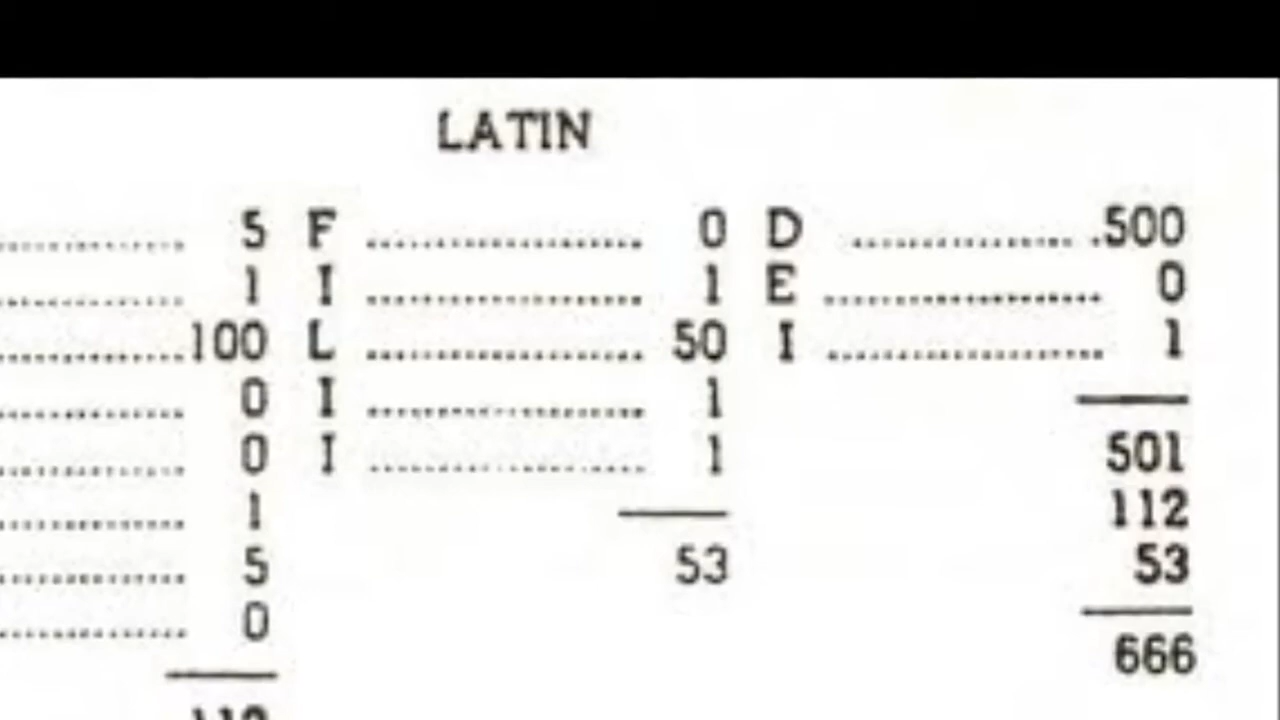 LATIN
5 F 0 D 500
1 I 1 E 0
100 L 50 I 1
0 I 1
0 I 1 501
1 112
5 53 53
0 666
112